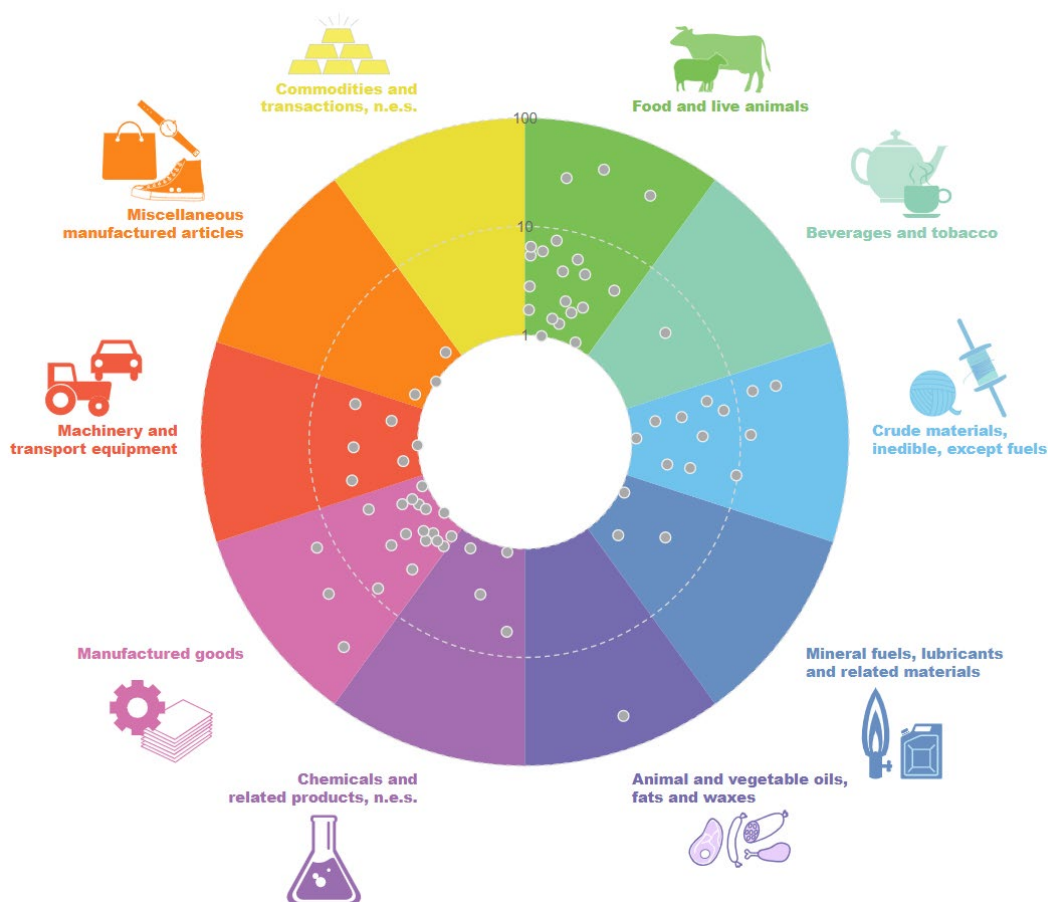 Commodities and
transactions, n.e.s.
Food and live animals
100
Miscellaneous
manufactured articles
Beverages and tobacco
10
1
Machinery and
transport equipment
Crude materials,
inedible, except fuels
Manufactured goods
Mineral fuels, lubricants
and related materials
Chemicals and
related products, n.e.s.
Animal and vegetable oils,
fats and waxes